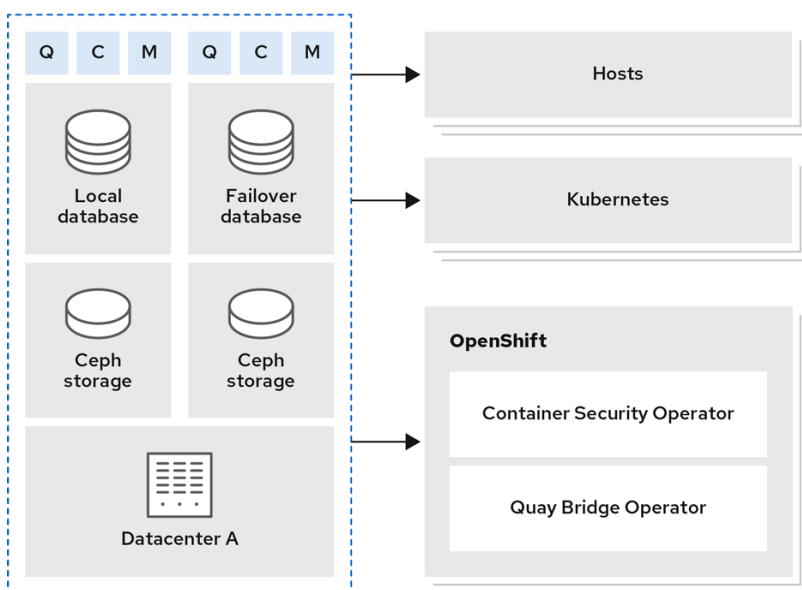 Q C M Q C M
Local
database
Failover
database
Ceph
storage
Ceph
storage
Datacenter A
Hosts
Kubernetes
OpenShift
Container Security Operator
Quay Bridge Operator